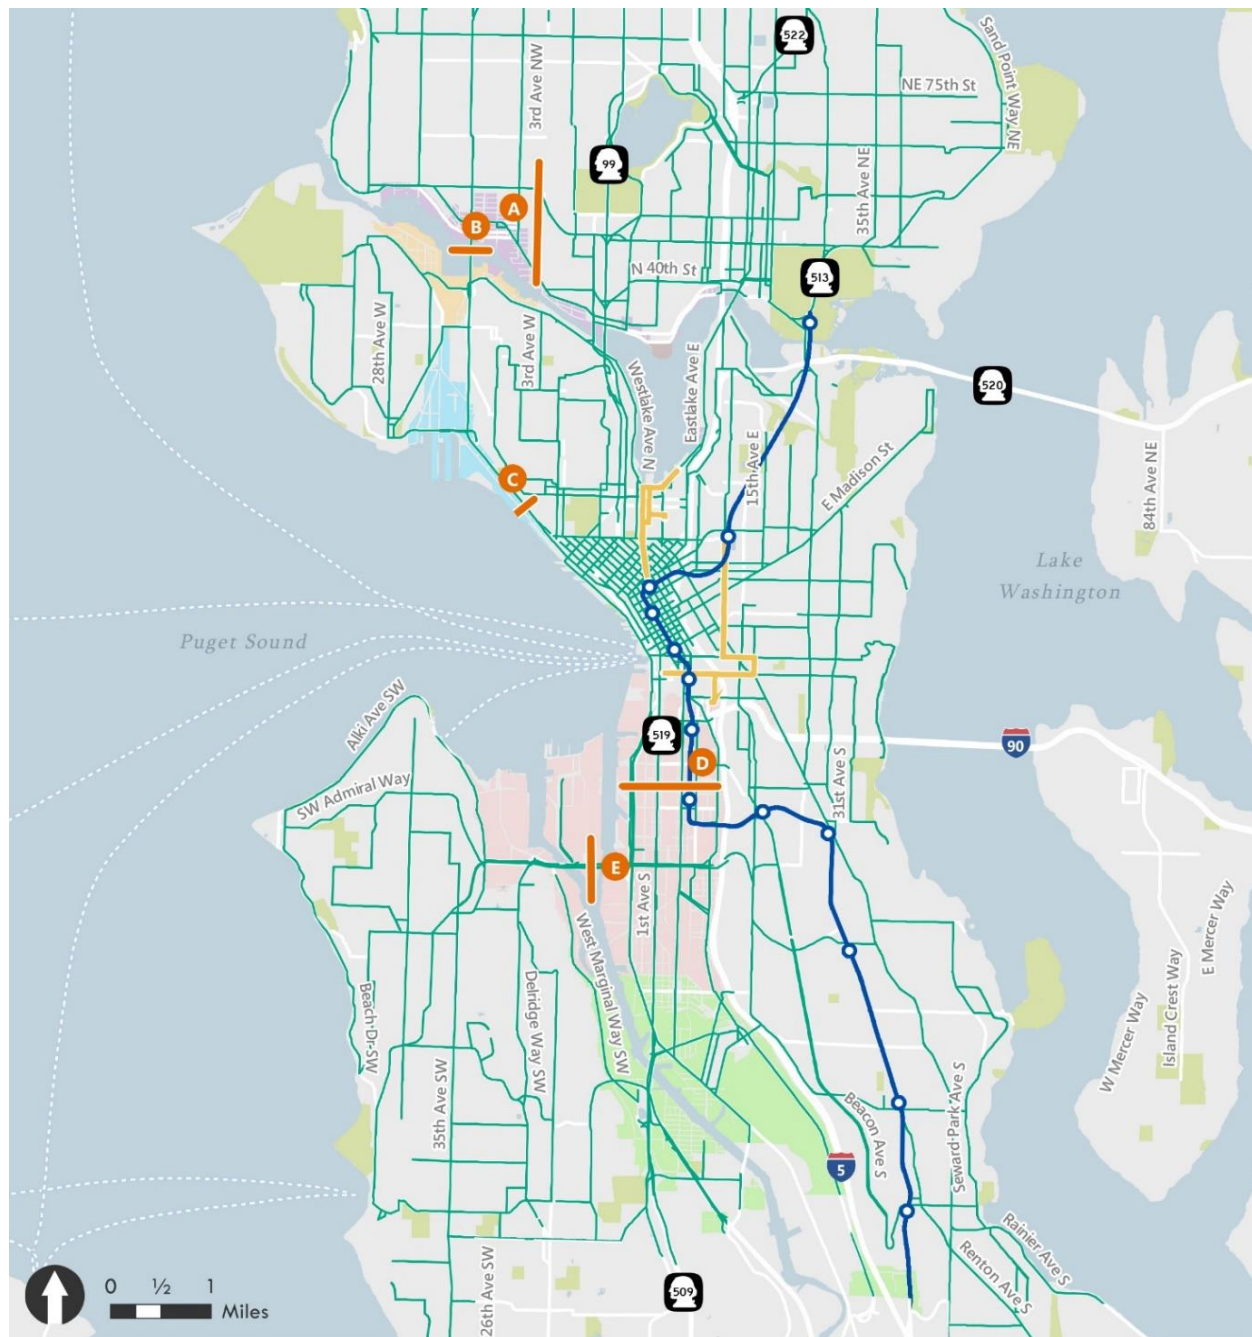 522
Sand Point Way NE
NE 75th St
3rd Ave NW
99
35th Ave NE
A
B
N 40th St
513
28th Ave W
3rd Ave W
Westlake Ave N
Eastlake Ave E
520
15th Ave E
E Madison St
84th Ave NE
C
Lake
Washington
Puget Sound
Alki Ave SW
519
90
D
SW Admiral Way
31st Ave S
E
1st Ave S
West Marginal Way SW
E Mercer Way
Island Crest Way
W Mercer Way
Beach Dr SW
Delridge Way SW
35th Ave SW
Beacon Ave S
Seward Park Ave S
5
Rainier Ave S
Renton Ave S
26th Ave SW
509
0 ½ 1
Miles